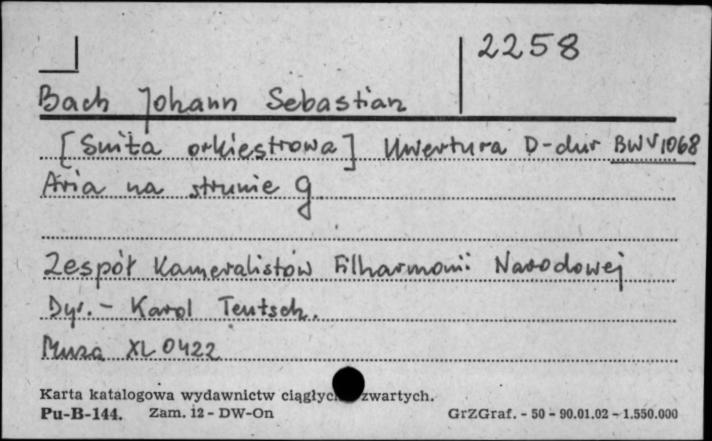 2258
Bach Johann Sebastian
[Suita orkiestrowa] Uwertura D-dur BWV 1068
Aria na strunie g
Zespół Kameralistów Filharmonii Narodowej
Dyr. - Karol Teutsch.
Muza XL 0422
Karta katalogowa wydawnictw ciągłych zwartych.
Pu-B-144. Zam. 12 - DW-On GrZGraf. - 50 - 90.01.02 - 1.550.000